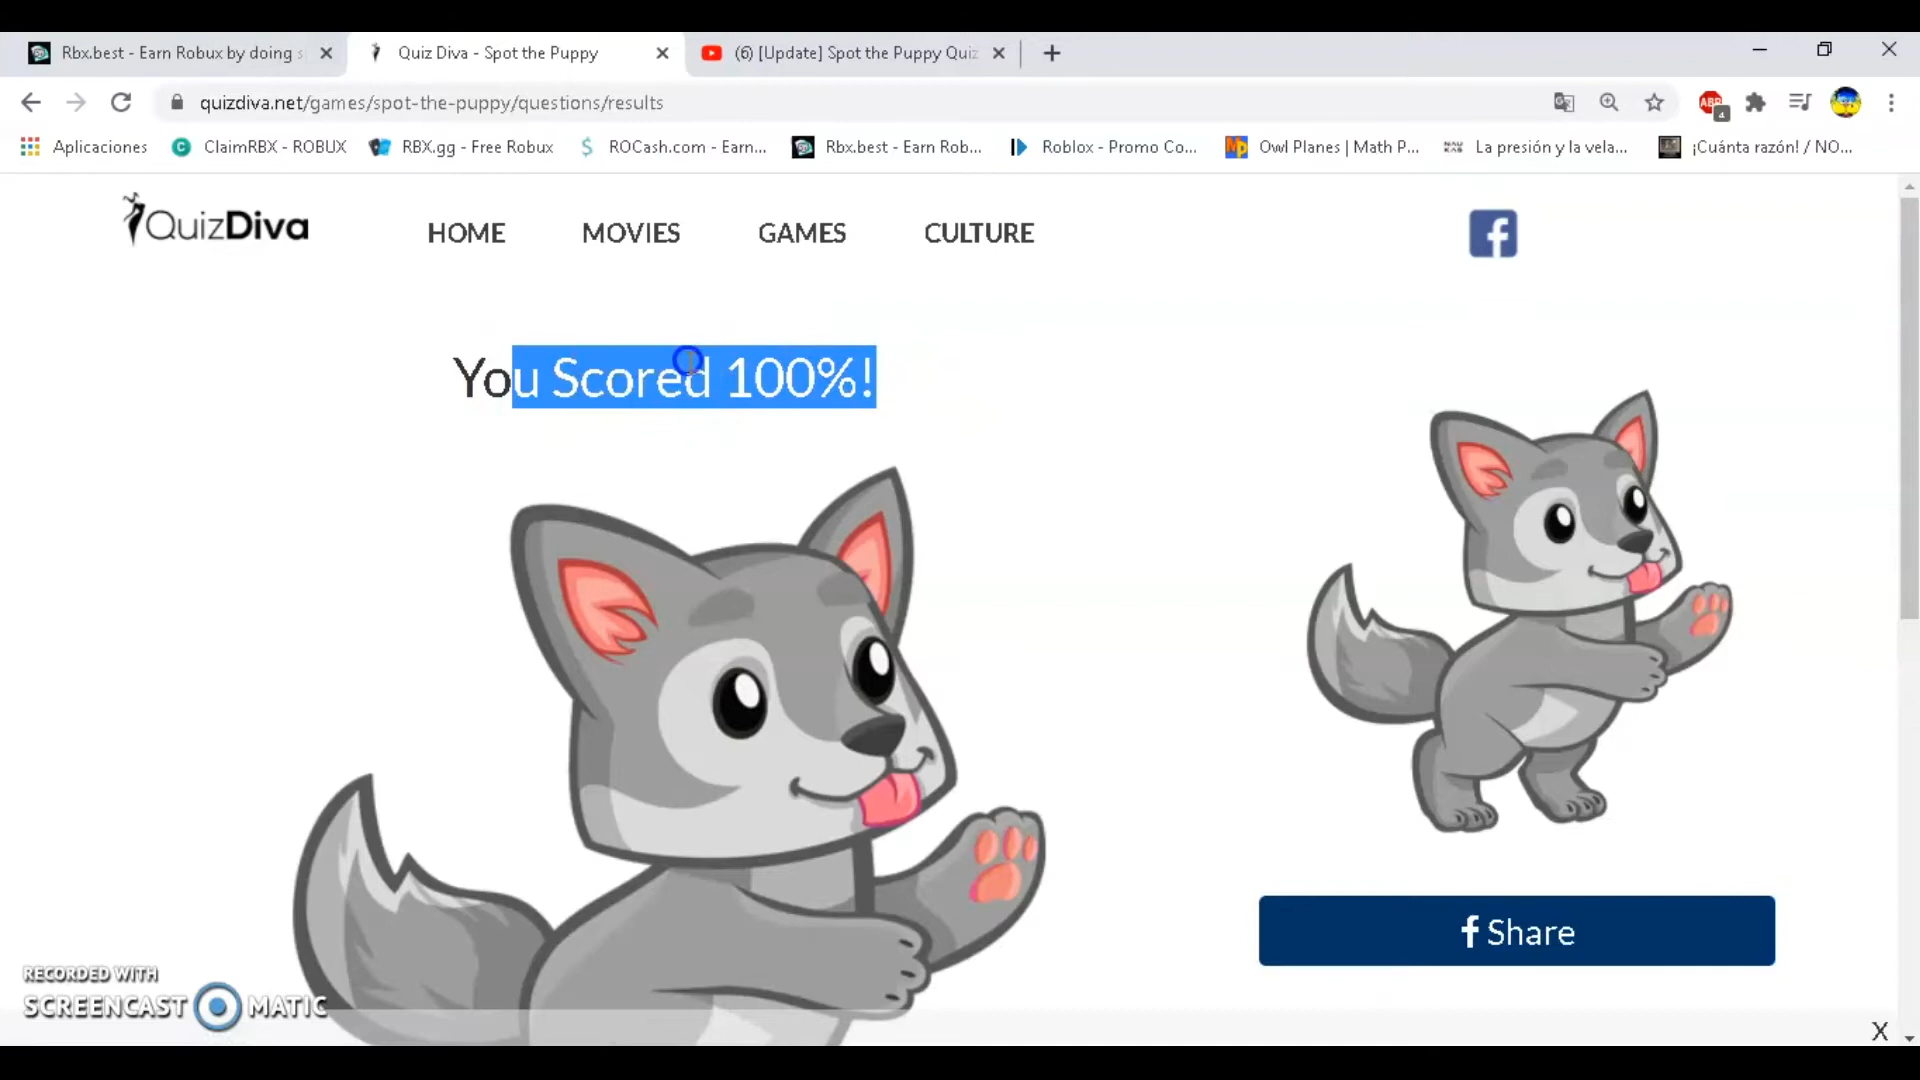 Rbx.best - Earn Robux by doing s
Quiz Diva - Spot the Puppy
(6) [Update] Spot the Puppy Quiz
quizdiva.net/games/spot-the-puppy/questions/results
ABP
4
Aplicaciones
ClaimRBX - ROBUX
RBX.gg - Free Robux
ROCash.com - Earn...
Rbx.best - Earn Rob...
Roblox - Promo Co...
Owl Planes | Math P...
La presión y la vela...
¡Cuánta razón! / NO...
QuizDiva
HOME
MOVIES
GAMES
CULTURE
You Scored 100%!
Share
RECORDED WITH
SCREENCAST MATIC
X